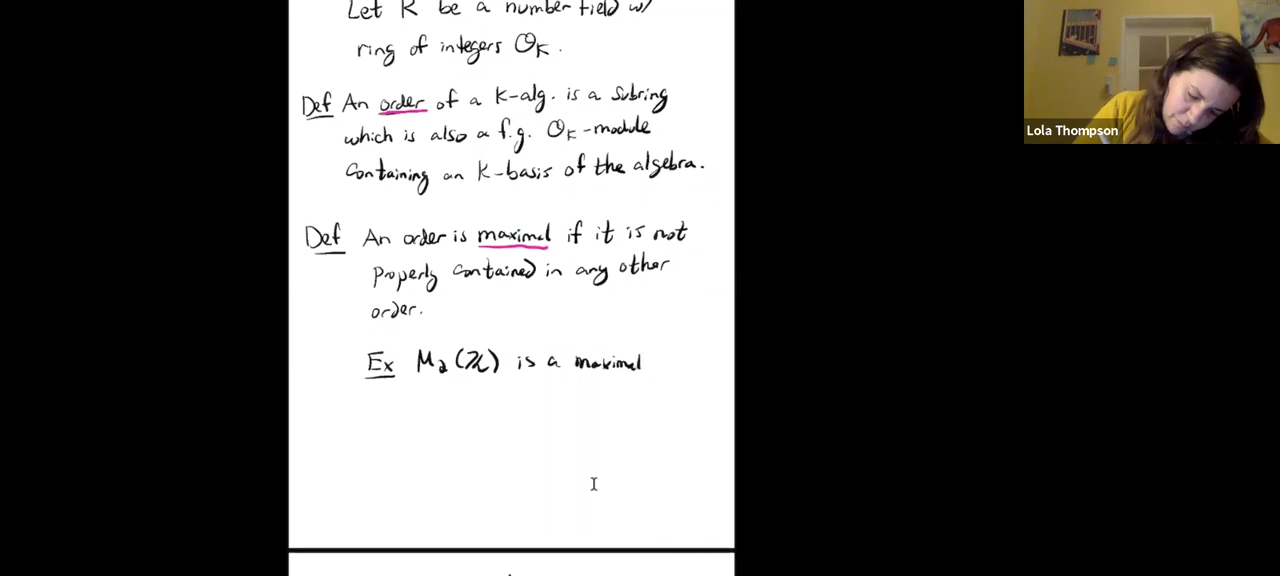 Let K be a number field w/
ring of integers O_K.
Def An order of a K-alg. is a subring
which is also a f.g. O_K-module
containing an K-basis of the algebra.
Def An order is maximal if it is not
properly contained in any other
order.
Ex M_2(ℤ) is a maximal
Lola Thompson